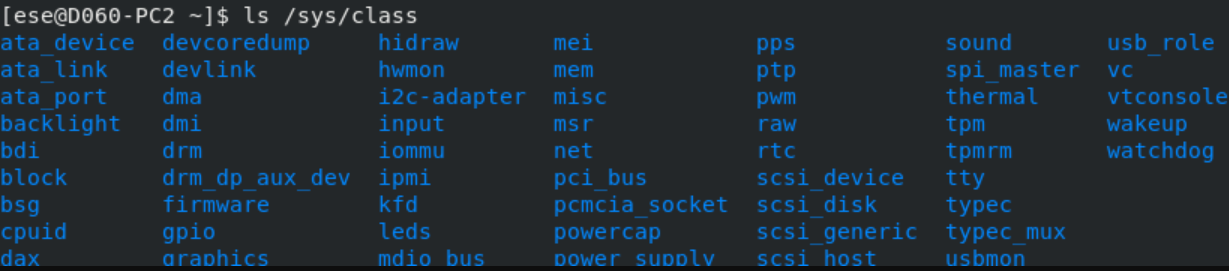 [ese@D060-PC2 ~]$ ls /sys/class
ata_device devcoredump hidraw mei pps sound usb_role
ata_link devlink hwmon mem ptp spi_master vc
ata_port dma i2c-adapter misc pwm thermal vtconsole
backlight dmi input msr raw tpm wakeup
bdi drm iommu net rtc tpmrm watchdog
block drm_dp_aux_dev ipmi pci_bus scsi_device tty
bsg firmware kfd pcmcia_socket scsi_disk typec
cpuid gpio leds powercap scsi_generic typec_mux
dax graphics mdio_bus power_supply scsi_host usbmon